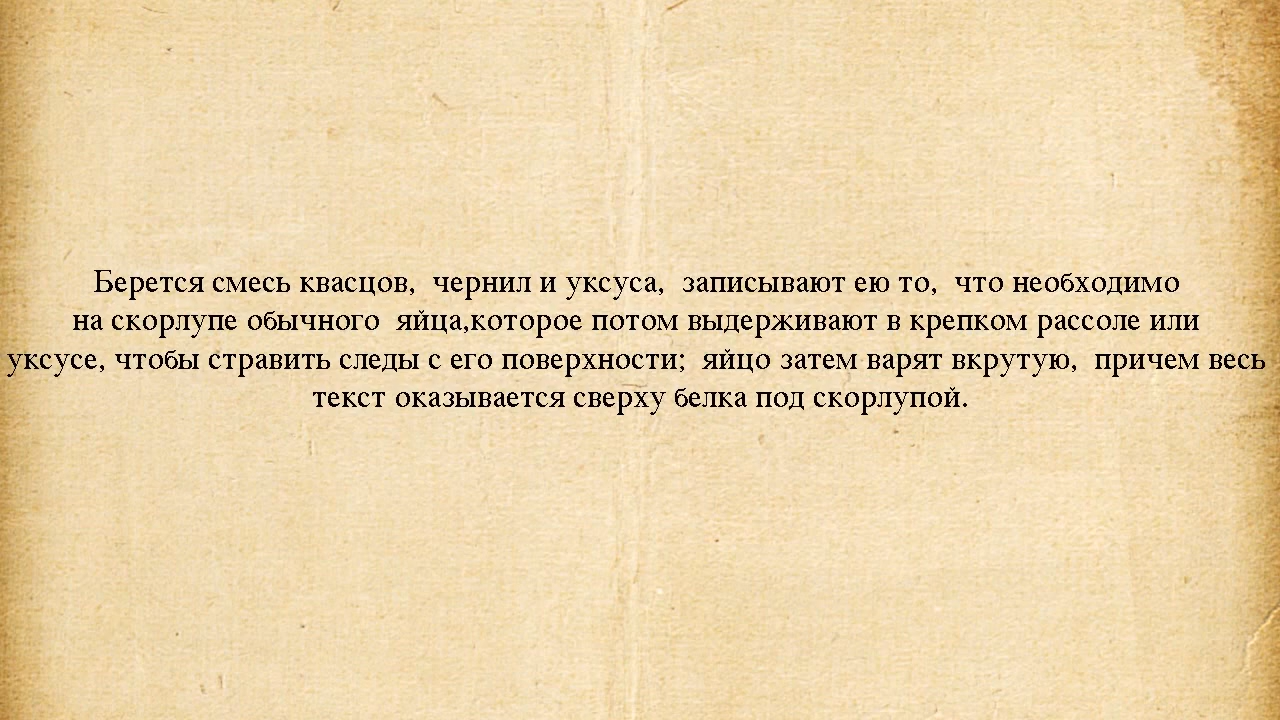 Берется смесь квасцов,  чернил и уксуса,  записывают ею то,  что необходимо
на скорлупе обычного  яйца,которое потом выдерживают в крепком рассоле или
уксусе, чтобы стравить следы с его поверхности;  яйцо затем варят вкрутую,  причем весь
текст оказывается сверху белка под скорлупой.